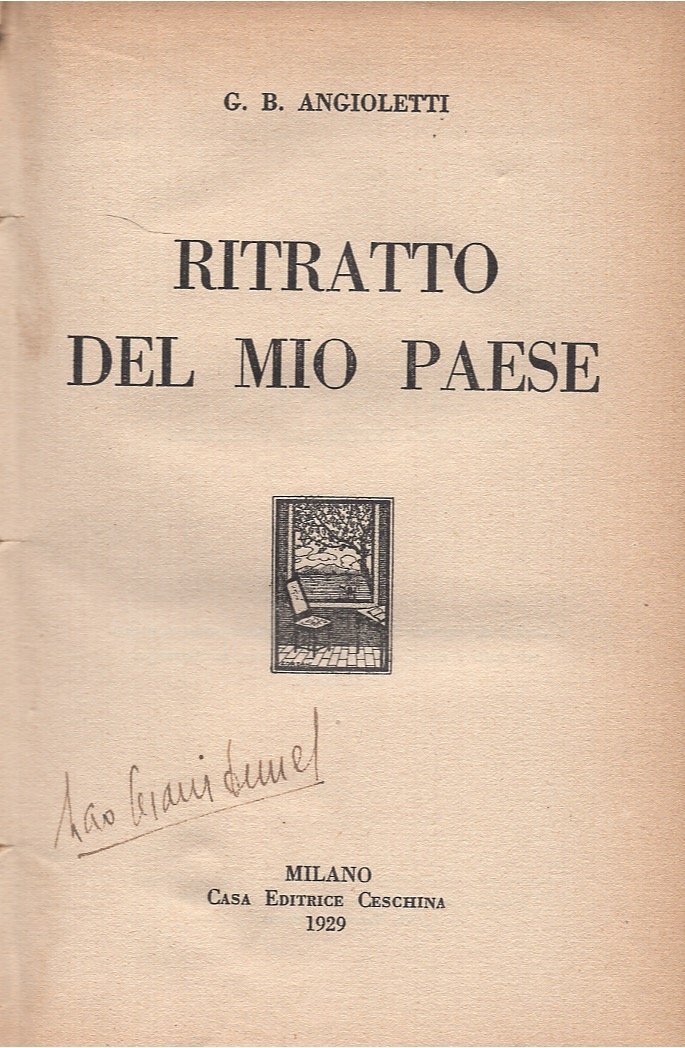 G. B. ANGIOLETTI
RITRATTO
DEL MIO PAESE
MILANO
CASA EDITRICE CESCHINA
1929